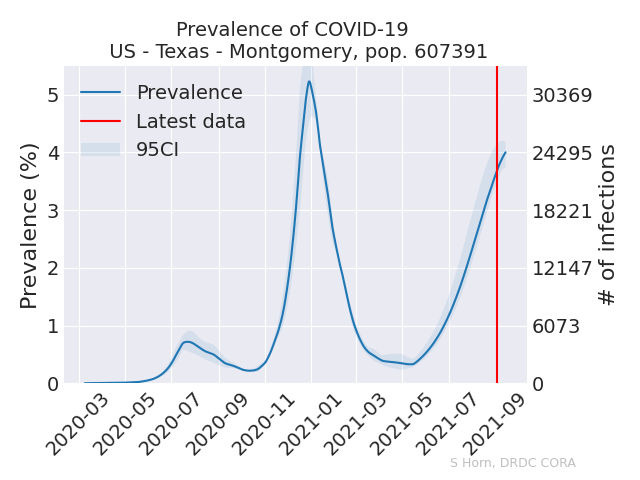 Prevalence of COVID-19
US - Texas - Montgomery, pop. 607391
Prevalence
Latest data
95CI
Prevalence (%)
5
4
3
2
1
0
30369
24295
18221
12147
6073
0
# of infections
2020-03
2020-05
2020-07
2020-09
2020-11
2021-01
2021-03
2021-05
2021-07
2021-09
S Horn, DRDC CORA